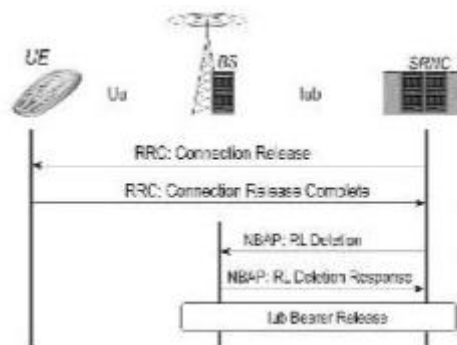 UE
BS
SRNC
Uu
Iub
RRC: Connection Release
RRC: Connection Release Complete
NBAP: RL Deletion
NBAP: RL Deletion Response
Iub Bearer Release